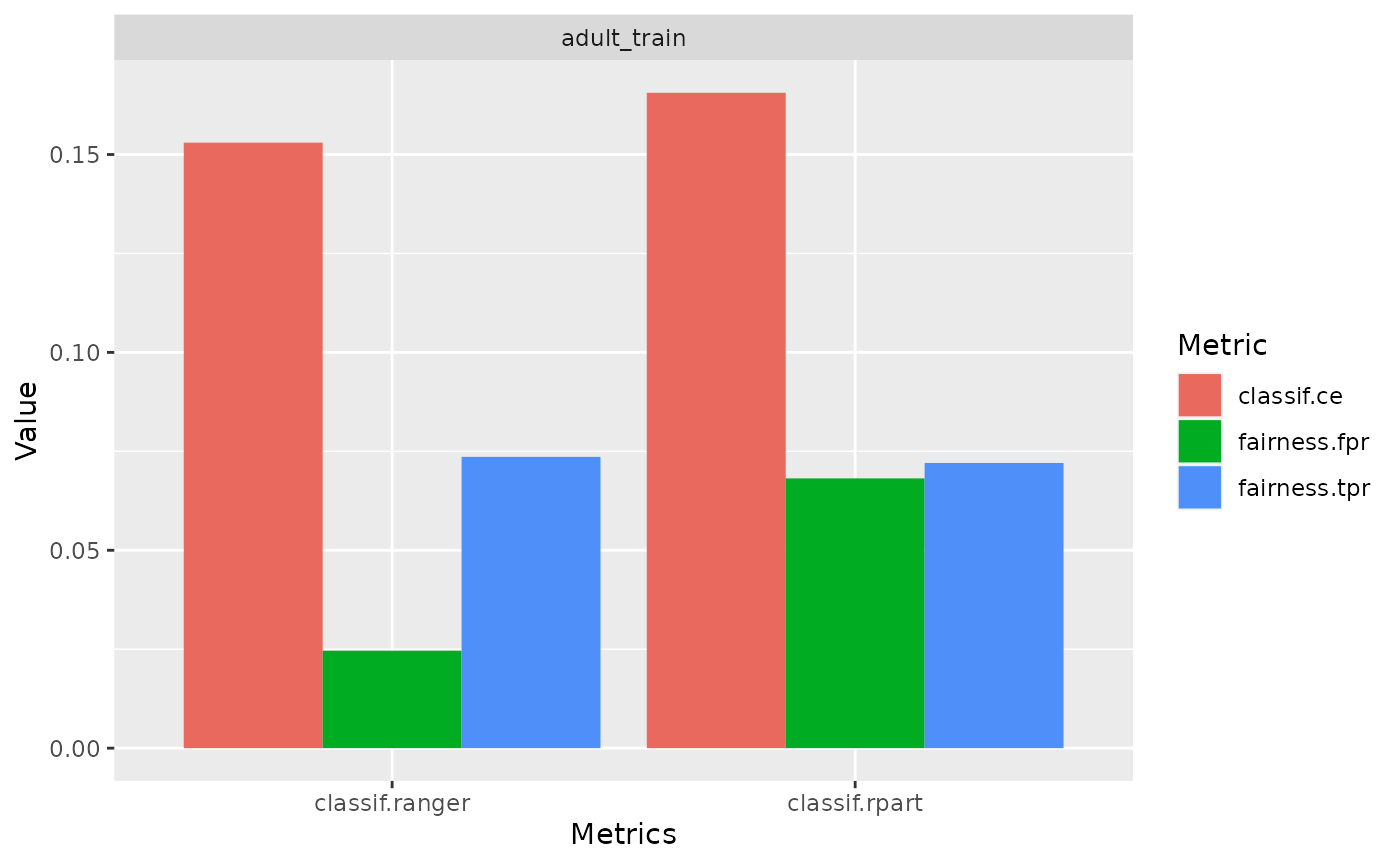 adult_train
Value
0.15
0.10
0.05
0.00
classif.ranger
classif.rpart
Metrics
Metric
classif.ce
fairness.fpr
fairness.tpr